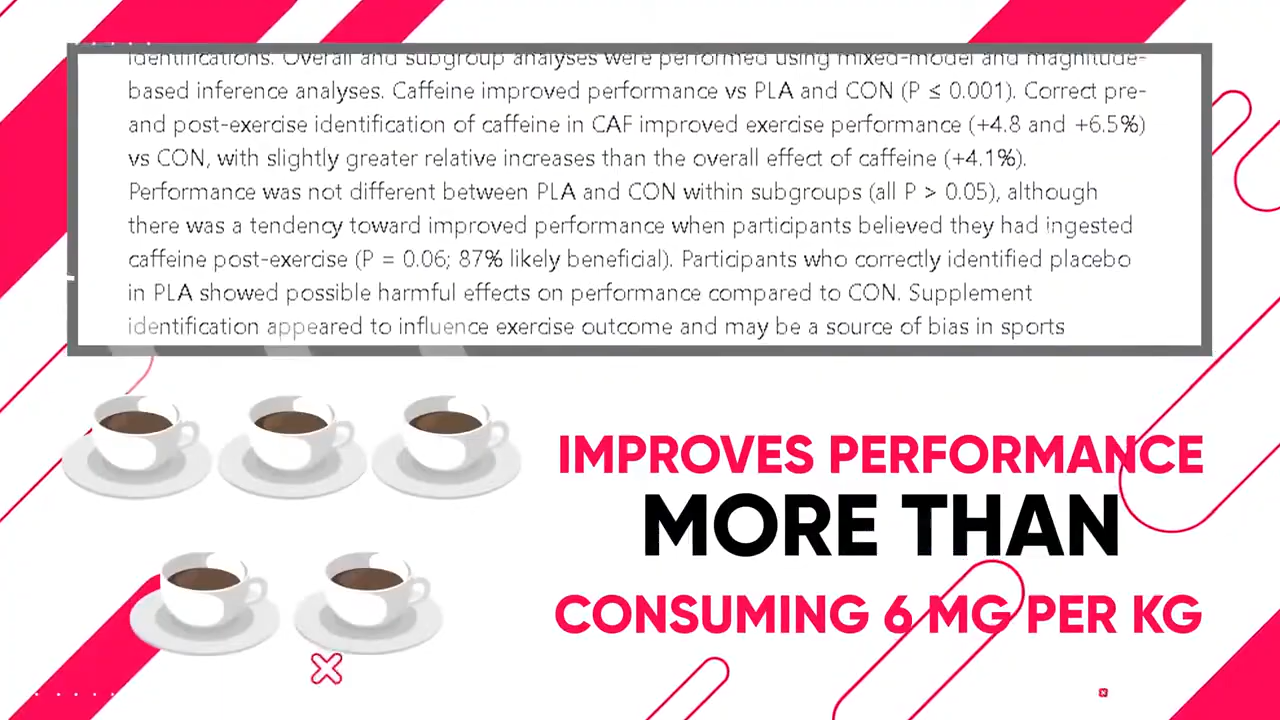 identifications. Overall and subgroup analyses were performed using mixed-model and magnitude-
based inference analyses. Caffeine improved performance vs PLA and CON (P ≤ 0.001). Correct pre-
and post-exercise identification of caffeine in CAF improved exercise performance (+4.8 and +6.5%)
vs CON, with slightly greater relative increases than the overall effect of caffeine (+4.1%).
Performance was not different between PLA and CON within subgroups (all P > 0.05), although
there was a tendency toward improved performance when participants believed they had ingested
caffeine post-exercise (P = 0.06; 87% likely beneficial). Participants who correctly identified placebo
in PLA showed possible harmful effects on performance compared to CON. Supplement
identification appeared to influence exercise outcome and may be a source of bias in sports
IMPROVES PERFORMANCE
MORE THAN
CONSUMING 6 MG PER KG